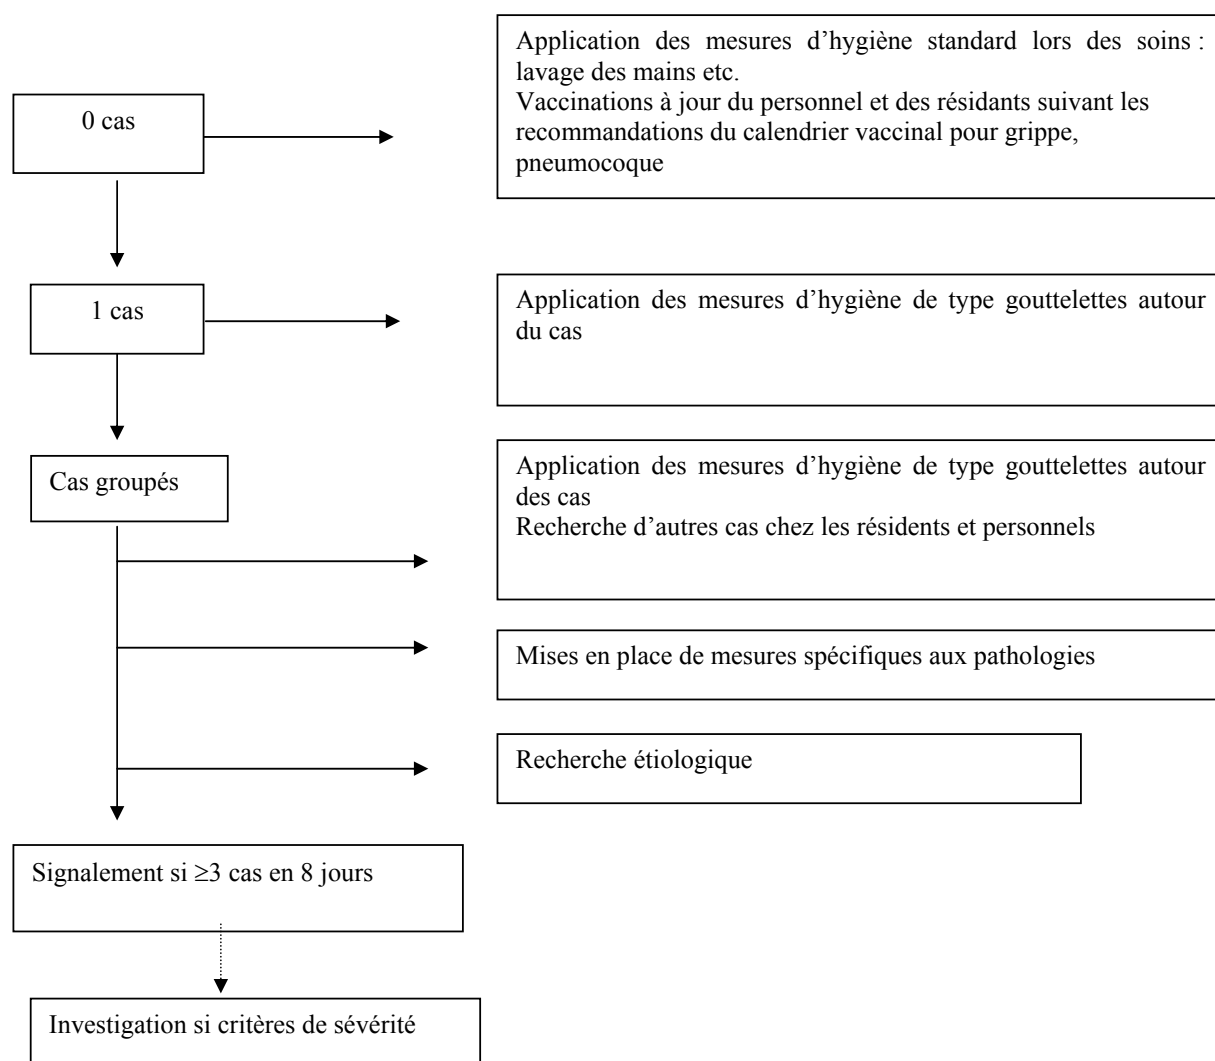 Application des mesures d’hygiène standard lors des soins :
lavage des mains etc.
Vaccinations à jour du personnel et des résidants suivant les
recommandations du calendrier vaccinal pour grippe,
pneumocoque
0 cas
1 cas
Application des mesures d’hygiène de type gouttelettes autour
du cas
Cas groupés
Application des mesures d’hygiène de type gouttelettes autour
des cas
Recherche d’autres cas chez les résidents et personnels
Mises en place de mesures spécifiques aux pathologies
Recherche étiologique
Signalement si ≥3 cas en 8 jours
Investigation si critères de sévérité